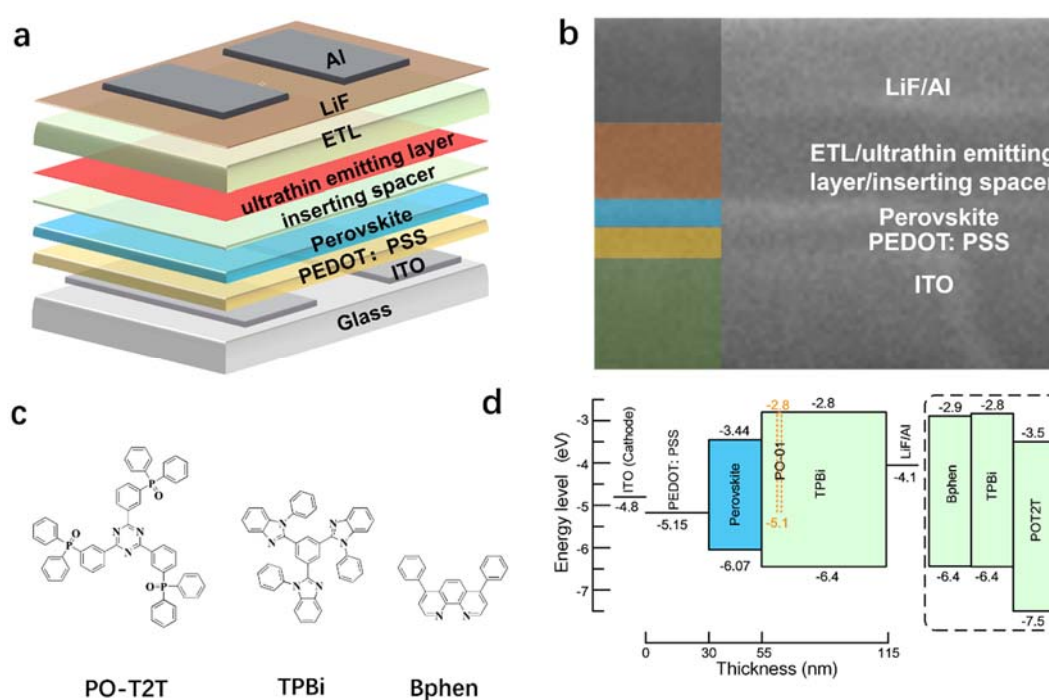 a
Al
LiF
ETL
ultrathin emitting layer
inserting spacer
Perovskite
PEDOT: PSS
ITO
Glass
b
LiF/Al
ETL/ultrathin emitting
layer/inserting spacer
Perovskite
PEDOT: PSS
ITO
c
N
N
N
P
O
P
O
P
O
PO-T2T
N
N
N
N
N
N
TPBi
N
N
Bphen
d
Energy level (eV)
-3
-4
-5
-6
-7
ITO (Cathode)
-4.8
PEDOT: PSS
-5.15
-3.44
Perovskite
-6.07
-2.8
PO-01
-5.1
-2.8
TPBi
-6.4
LiF/Al
-4.1
-2.9
Bphen
-6.4
-2.8
TPBi
-6.4
-3.5
POT2T
-7.5
0
30
55
115
Thickness (nm)